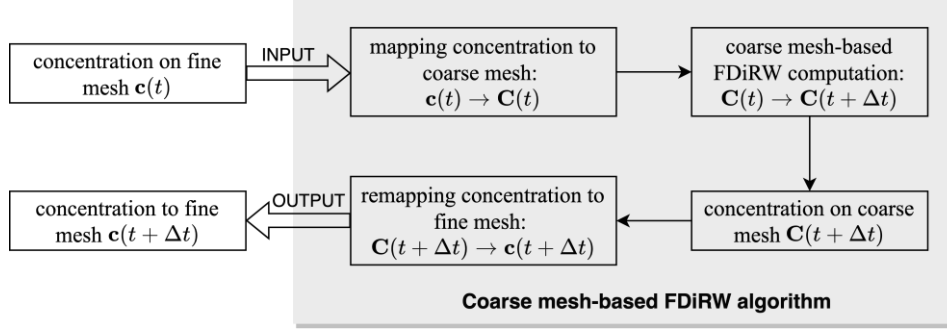 concentration on fine
mesh c(t)
INPUT
mapping concentration to
coarse mesh:
c(t) → C(t)
coarse mesh-based
FDiRW computation:
C(t) → C(t + Δt)
concentration to fine
mesh c(t + Δt)
OUTPUT
remapping concentration to
fine mesh:
C(t + Δt) → c(t + Δt)
concentration on coarse
mesh C(t + Δt)
Coarse mesh-based FDiRW algorithm